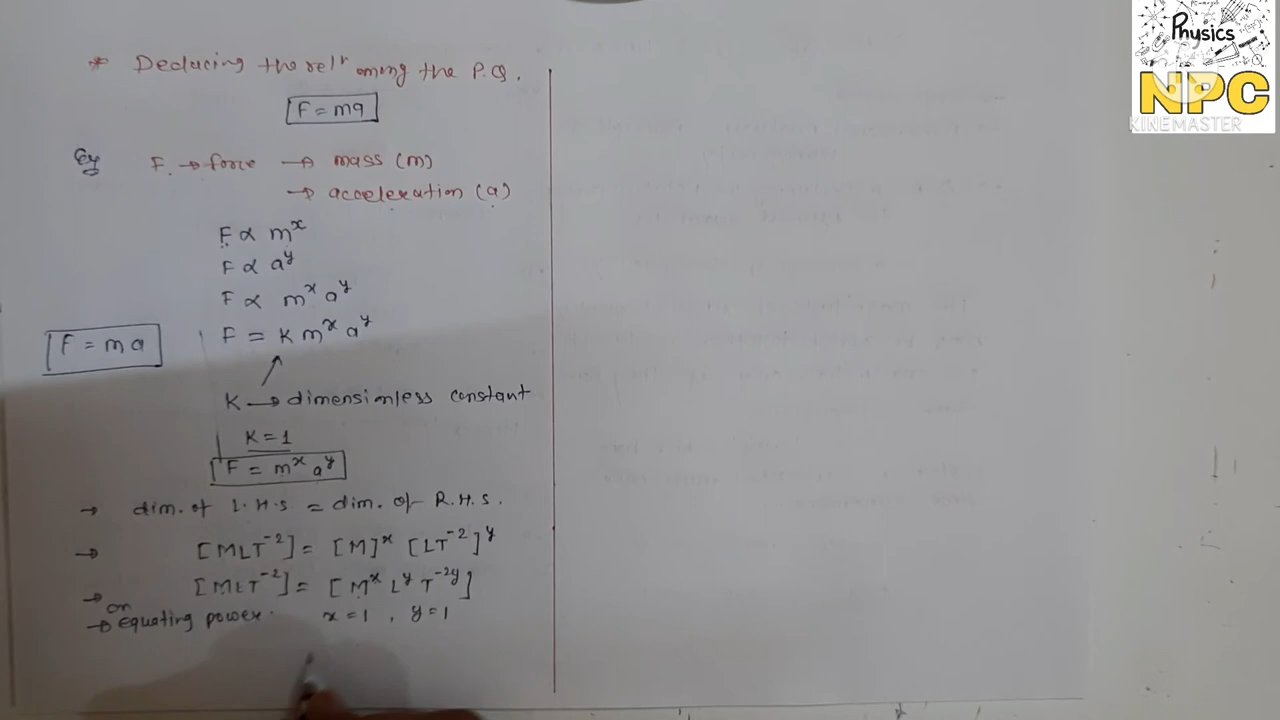 * Deducing the relⁿ among the P.Q.
F = ma
Eg F. → force → mass (m)
→ acceleration (a)
F ∝ m^x
F ∝ a^y
F ∝ m^x a^y
F = K m^x a^y
F = ma
K → dimensionless constant
K = 1
F = m^x a^y
→ dim. of L.H.S = dim. of R.H.S.
→ [MLT^-2] = [M]^x [LT^-2]^y
→ [MLT^-2] = [M^x L^y T^-2y]
→ on equating power. x = 1 , y = 1
Physics
NPC
KINEMASTER